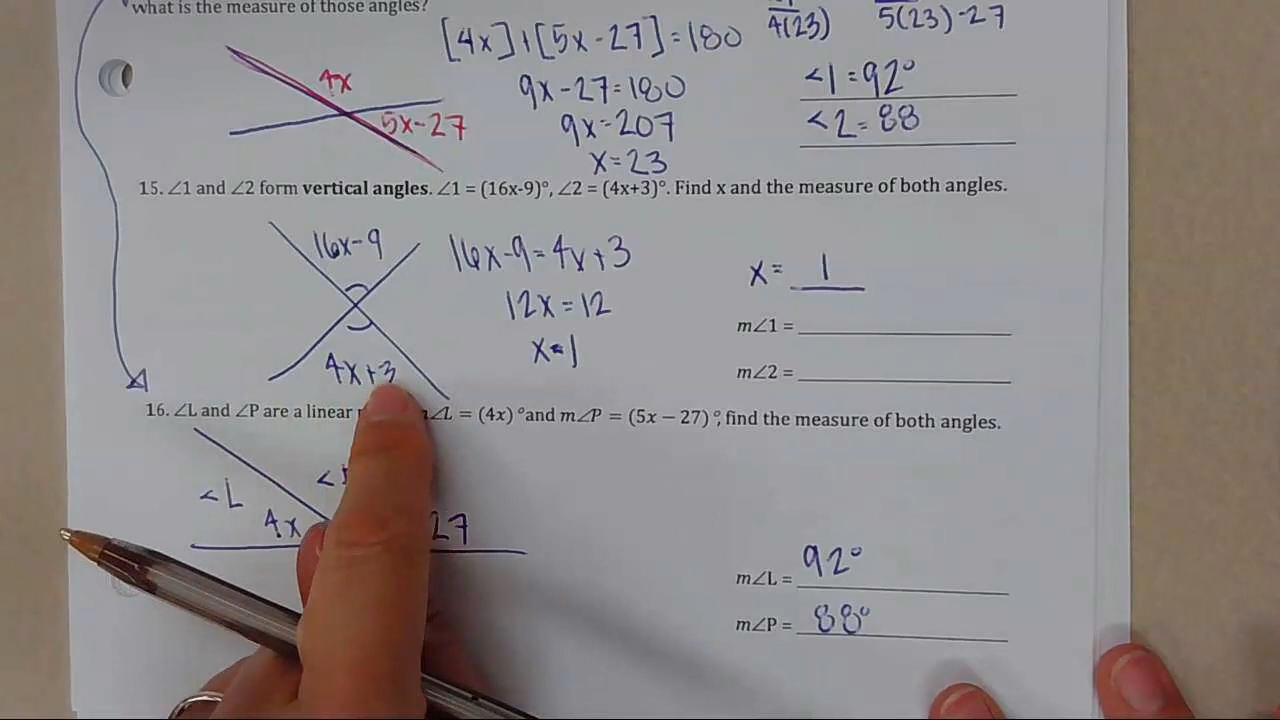 what is the measure of those angles?
[4x]+[5x-27]=180
4(23)
5(23)-27
4x
5x-27
9x-27=180
9x=207
x=23
<1=92°
<2=88
15. ∠1 and ∠2 form vertical angles. ∠1 = (16x-9)°, ∠2 = (4x+3)°. Find x and the measure of both angles.
16x-9
4x+3
16x-9=4x+3
12x=12
x=1
x= 1
m∠1 =
m∠2 =
16. ∠L and ∠P are a linear ∠L = (4x)° and m∠P = (5x − 27)°, find the measure of both angles.
<L
<
4x
27
m∠L = 92°
m∠P = 88°